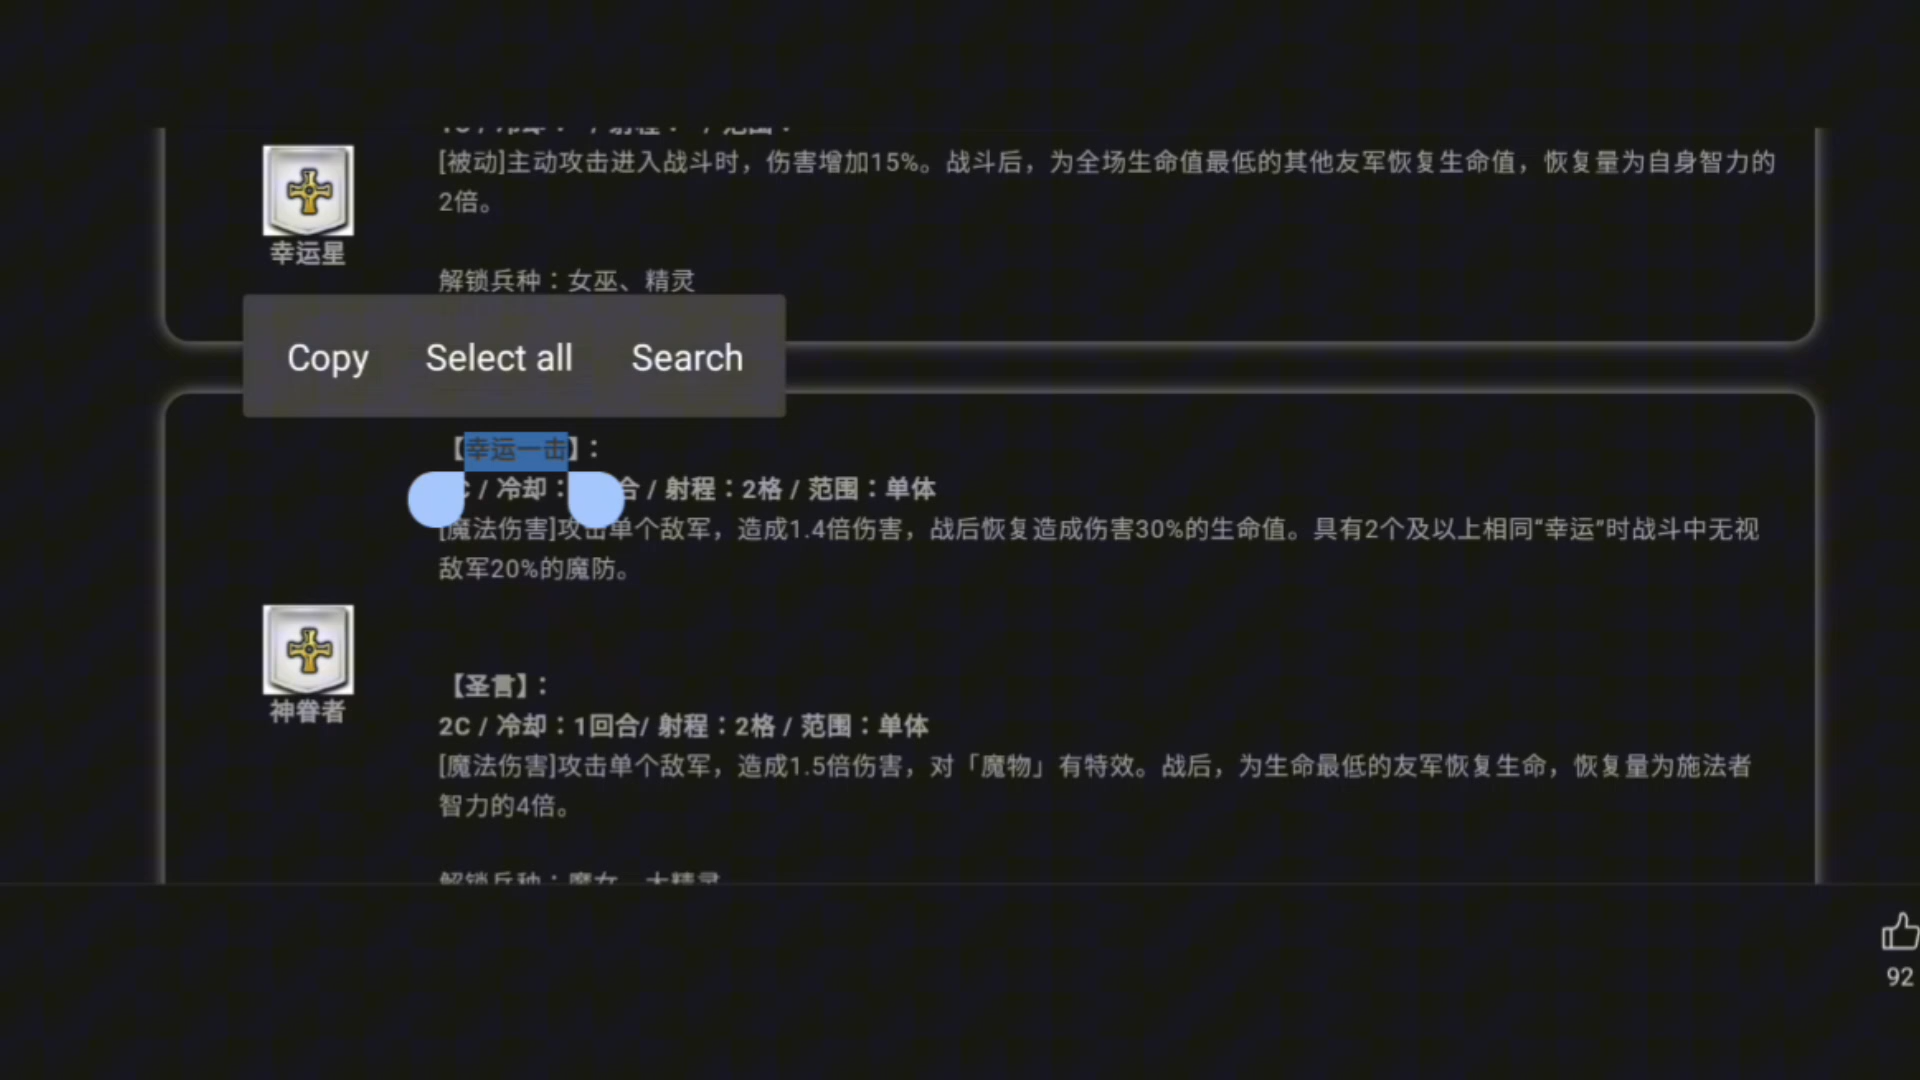 [被动]主动攻击进入战斗时，伤害增加15%。战斗后，为全场生命值最低的其他友军恢复生命值，恢复量为自身智力的
2倍。
幸运星
解锁兵种：女巫、精灵
Copy Select all Search
【幸运一击】：
C / 冷却： 合 / 射程：2格 / 范围：单体
[魔法伤害]攻击单个敌军，造成1.4倍伤害，战后恢复造成伤害30%的生命值。具有2个及以上相同“幸运”时战斗中无视
敌军20%的魔防。
神眷者
【圣言】：
2C / 冷却：1回合/ 射程：2格 / 范围：单体
[魔法伤害]攻击单个敌军，造成1.5倍伤害，对「魔物」有特效。战后，为生命最低的友军恢复生命，恢复量为施法者
智力的4倍。
解锁兵种：魔女、大精灵
92